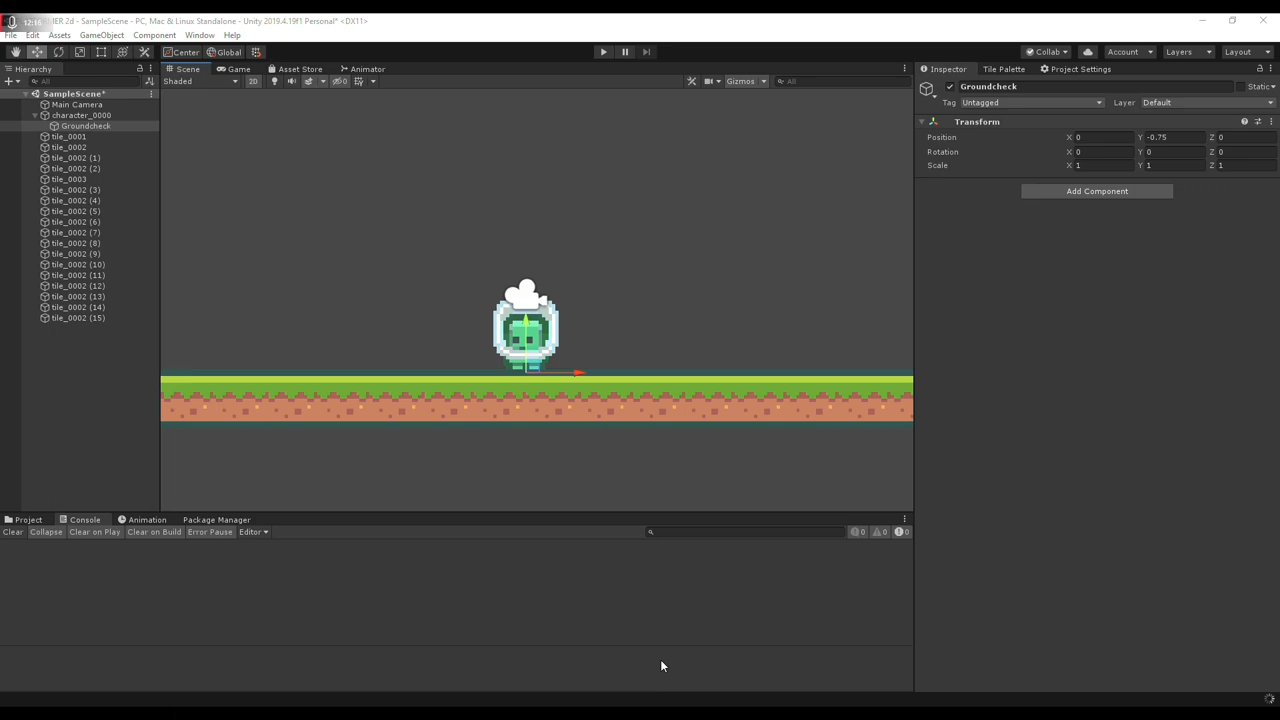 12:16
MER 2d - SampleScene - PC, Mac & Linux Standalone - Unity 2019.4.19f1 Personal* <DX11>
File Edit Assets GameObject Component Window Help
Center Global Collab Account Layers Layout
Hierarchy
All
SampleScene*
Main Camera
character_0000
Groundcheck
tile_0001
tile_0002
tile_0002 (1)
tile_0002 (2)
tile_0003
tile_0002 (3)
tile_0002 (4)
tile_0002 (5)
tile_0002 (6)
tile_0002 (7)
tile_0002 (8)
tile_0002 (9)
tile_0002 (10)
tile_0002 (11)
tile_0002 (12)
tile_0002 (13)
tile_0002 (14)
tile_0002 (15)
Scene Game Asset Store Animator
Shaded 2D 0 Gizmos All
Inspector Tile Palette Project Settings
Groundcheck Static
Tag Untagged Layer Default
Transform
Position X 0 Y -0.75 Z 0
Rotation X 0 Y 0 Z 0
Scale X 1 Y 1 Z 1
Add Component
Project Console Animation Package Manager
Clear Collapse Clear on Play Clear on Build Error Pause Editor 0 0 0